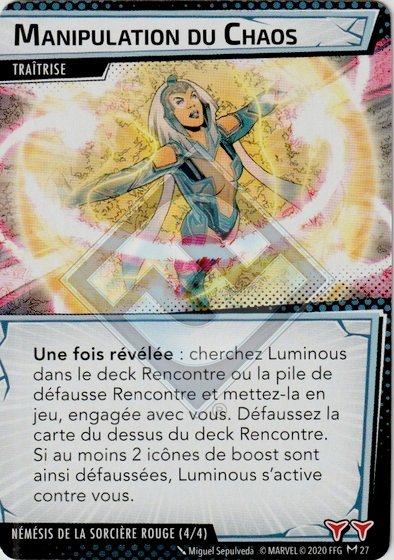 MANIPULATION DU CHAOS
TRAÎTRISE
Une fois révélée : cherchez Luminous
dans le deck Rencontre ou la pile de
défausse Rencontre et mettez-la en
jeu, engagée avec vous. Défaussez la
carte du dessus du deck Rencontre.
Si au moins 2 icônes de boost sont
ainsi défaussées, Luminous s'active
contre vous.
NÉMÉSIS DE LA SORCIÈRE ROUGE (4/4)
Miguel Sepulveda © MARVEL © 2020 FFG M 27